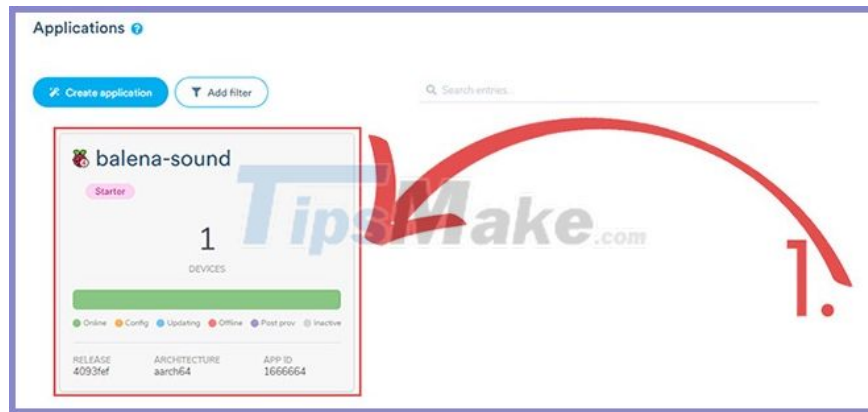 Applications ?
Create application
Add filter
Search entries...
balena-sound
Starter
1
DEVICES
Online Config Updating Offline Post prov Inactive
RELEASE ARCHITECTURE APP ID
4093fef aarch64 1666664
TipsMake.com
1.